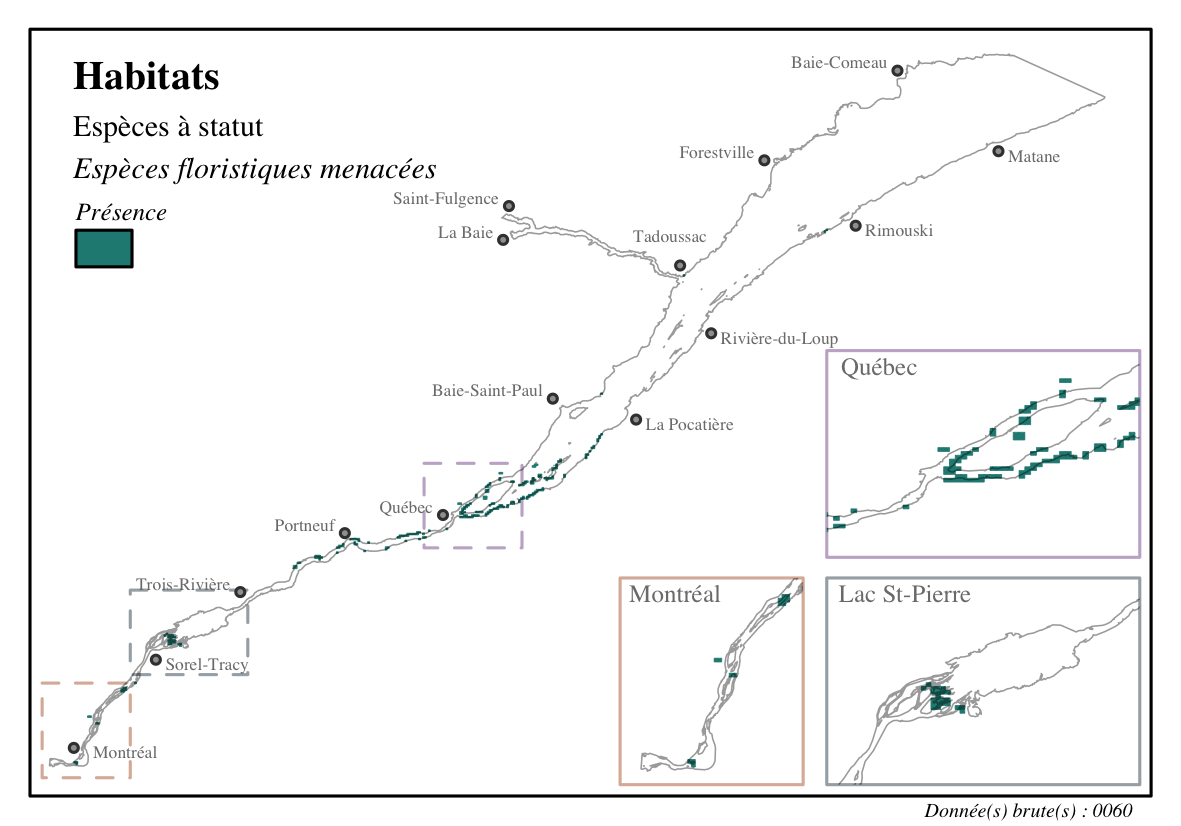 Habitats
Espèces à statut
Espèces floristiques menacées
Présence
Baie-Comeau
Forestville
Matane
Saint-Fulgence
La Baie
Tadoussac
Rimouski
Rivière-du-Loup
Baie-Saint-Paul
La Pocatière
Québec
Portneuf
Trois-Rivière
Sorel-Tracy
Montréal
Québec
Montréal
Lac St-Pierre
Donnée(s) brute(s) : 0060